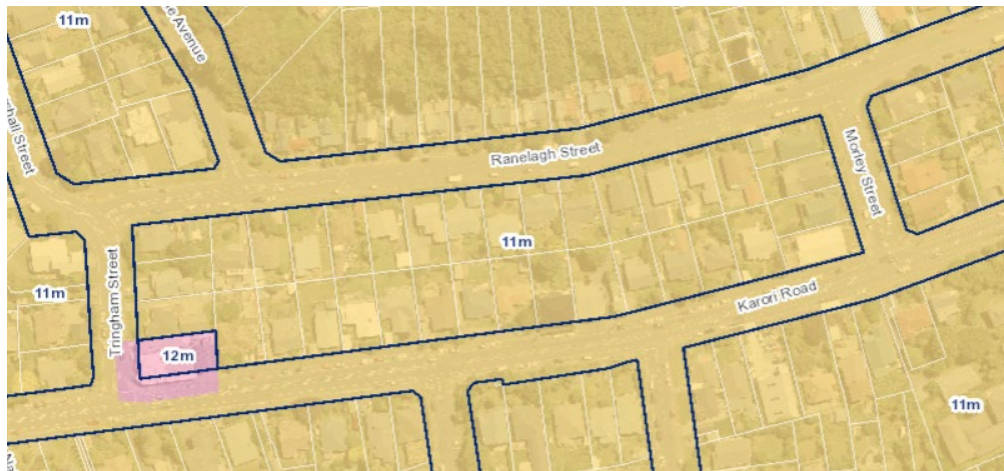 11m
Avenue
Ranelagh Street
Morley Street
11m
11m
Tringham Street
Karori Road
12m
11m